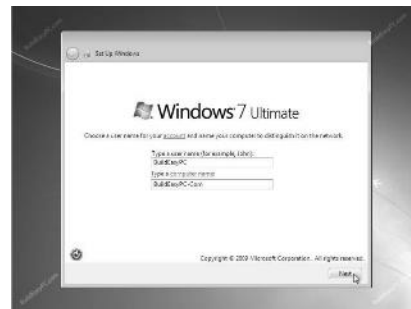 Set Up Windows
Windows 7 Ultimate
Choose a user name for your account and name your computer to distinguish it on the network.
Type a user name (for example, John):
BuildEasyPC
Type a computer name:
BuildEasyPC-Com
Copyright © 2009 Microsoft Corporation. All rights reserved.
Next